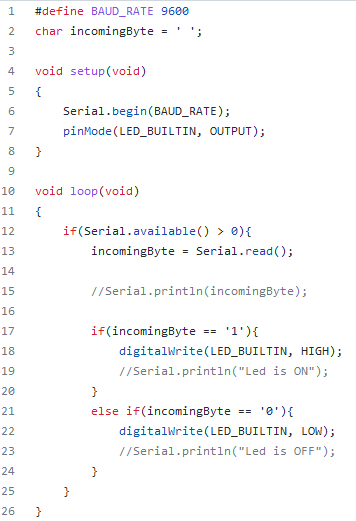 1 #define BAUD_RATE 9600
2 char incomingByte = ' ';
3
4 void setup(void)
5 {
6     Serial.begin(BAUD_RATE);
7     pinMode(LED_BUILTIN, OUTPUT);
8 }
9
10 void loop(void)
11 {
12     if(Serial.available() > 0){
13         incomingByte = Serial.read();
14
15         //Serial.println(incomingByte);
16
17         if(incomingByte == '1'){
18             digitalWrite(LED_BUILTIN, HIGH);
19             //Serial.println("Led is ON");
20         }
21         else if(incomingByte == '0'){
22             digitalWrite(LED_BUILTIN, LOW);
23             //Serial.println("Led is OFF");
24         }
25     }
26 }